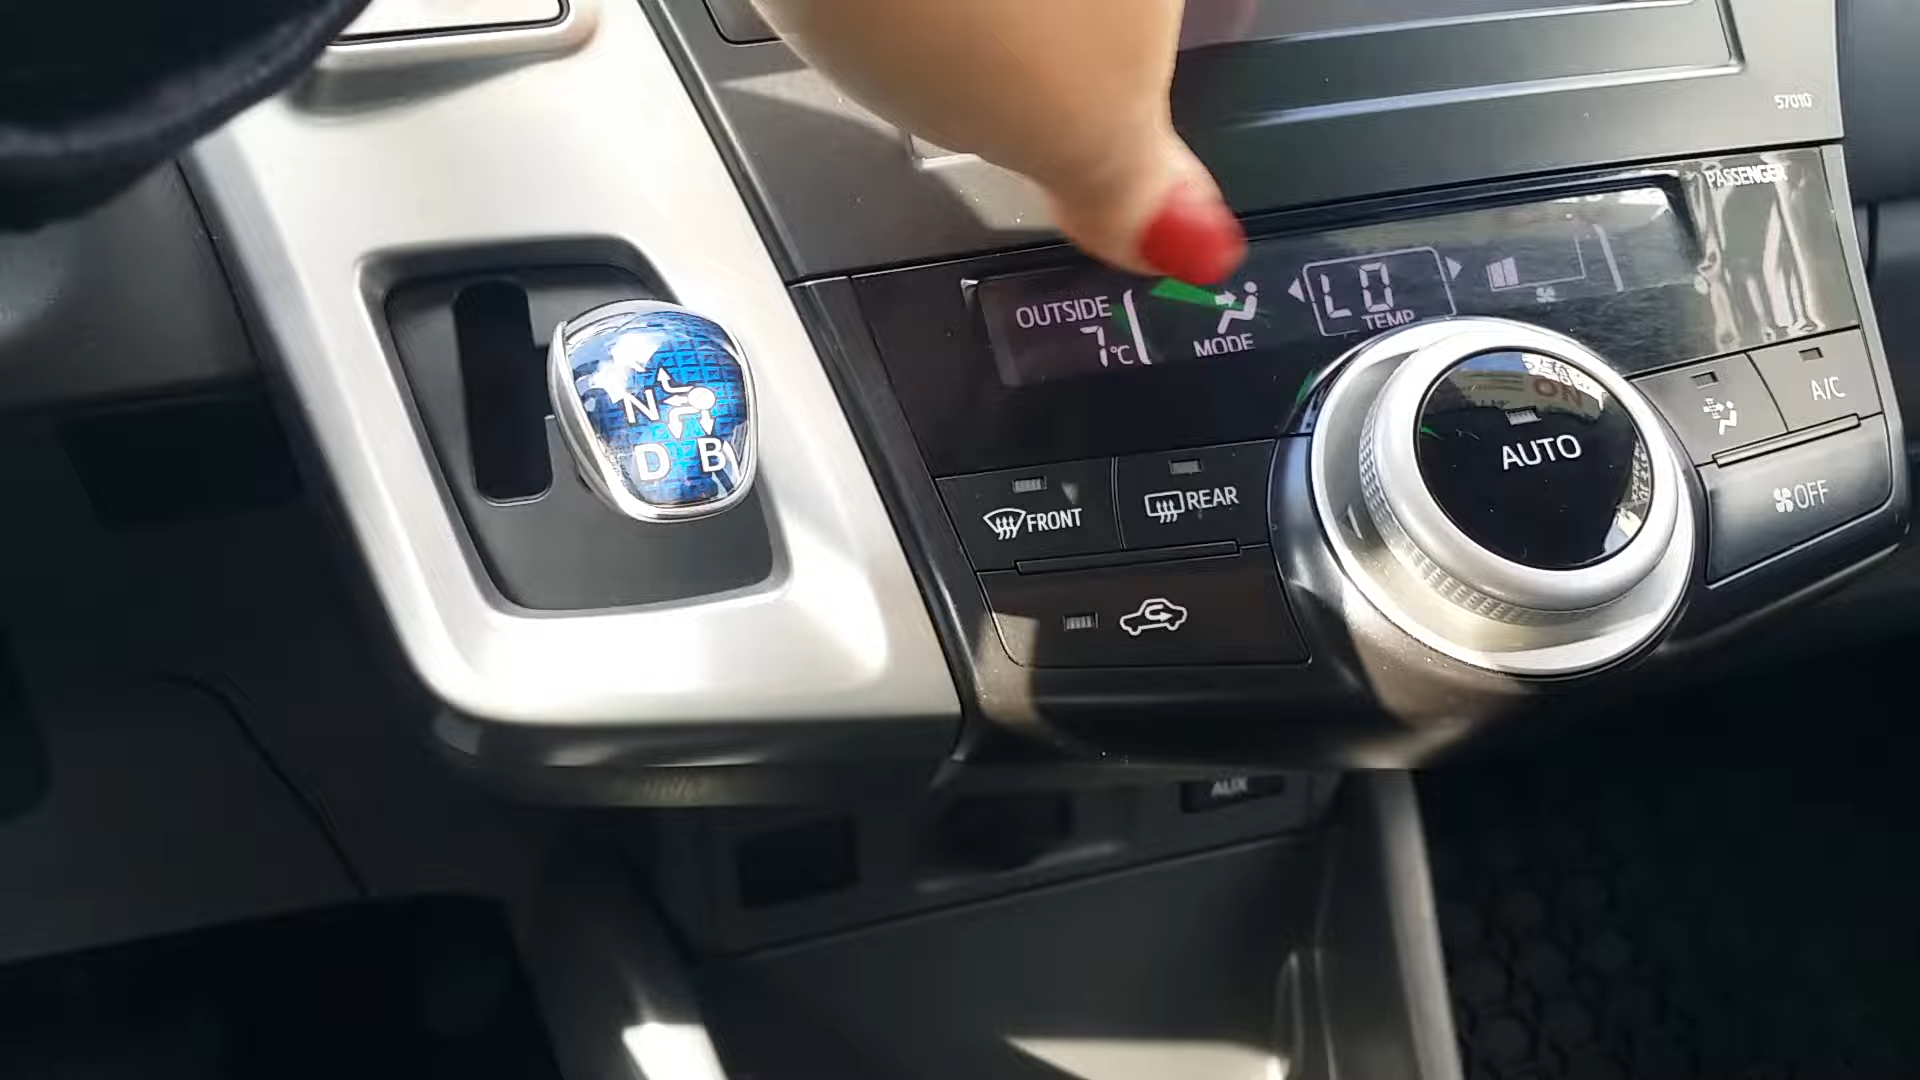 57010
PASSENGER
OUTSIDE
7°C
MODE
LO
TEMP
N
D B
FRONT
REAR
AUTO
A/C
OFF
AUX